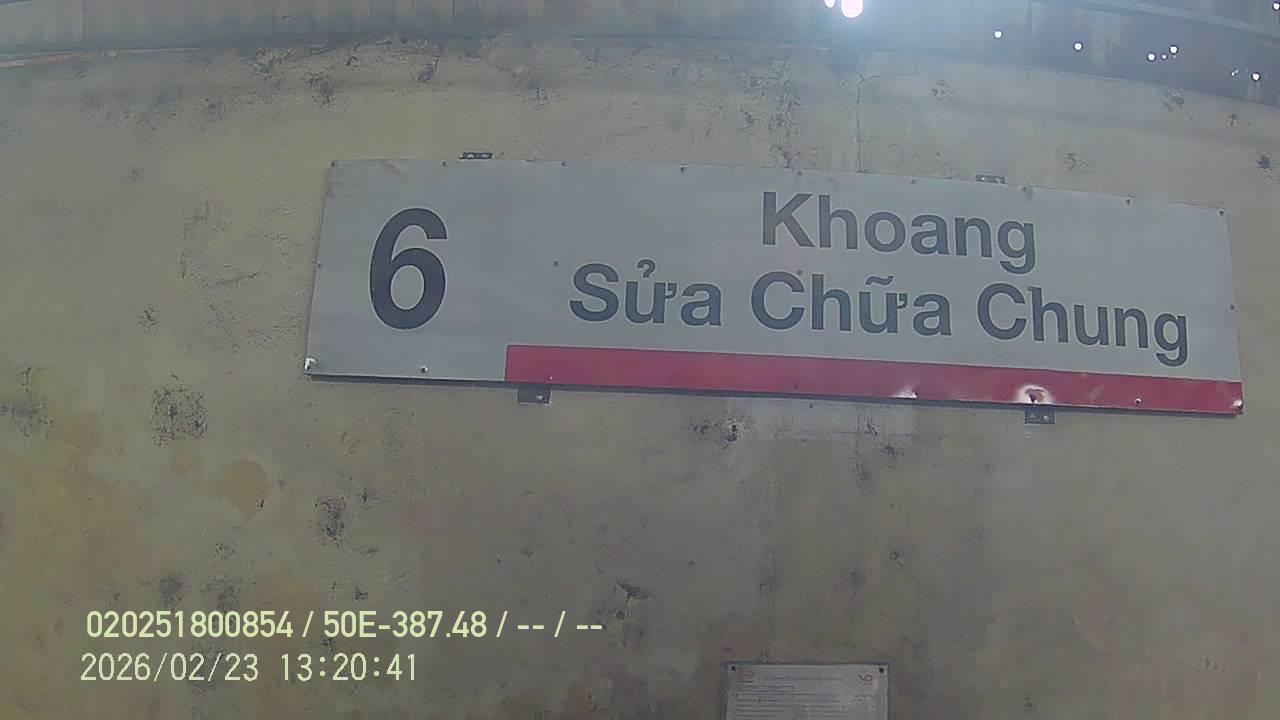 6
Khoang
Sửa Chữa Chung
020251800854 / 50E-387.48 / -- / --
2026/02/23 13:20:41